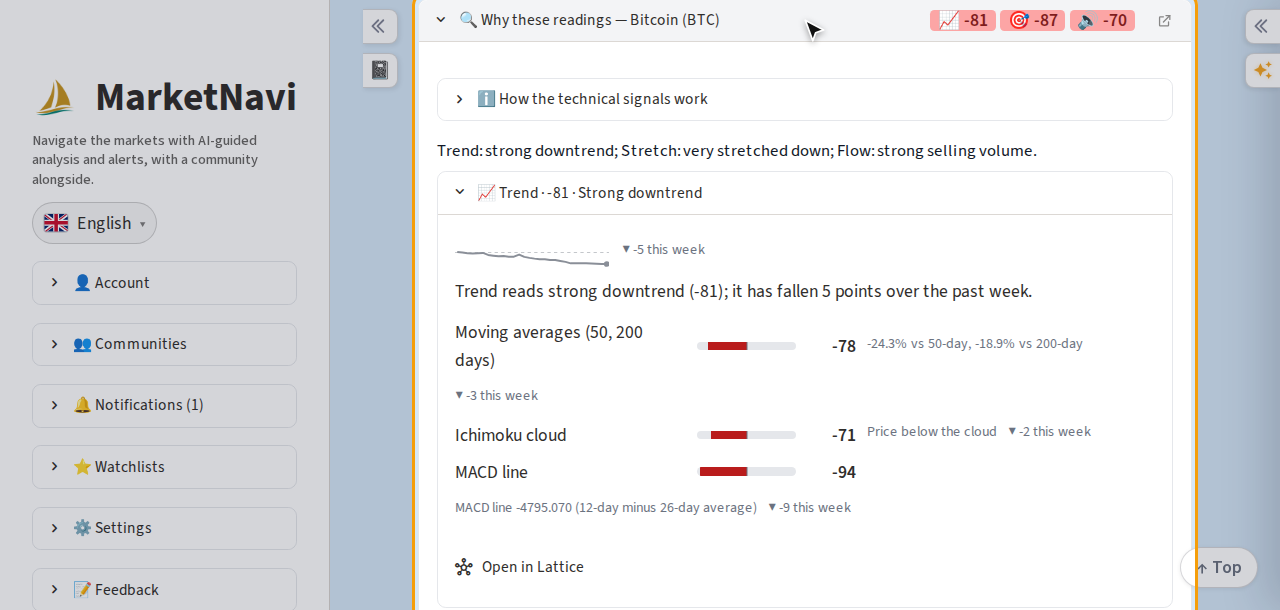 MarketNavi
Navigate the markets with AI-guided
analysis and alerts, with a community
alongside.
English
Account
Communities
Notifications (1)
Watchlists
Settings
Feedback
Why these readings — Bitcoin (BTC)
-81
-87
-70
How the technical signals work
Trend: strong downtrend; Stretch: very stretched down; Flow: strong selling volume.
Trend · -81 · Strong downtrend
▼ -5 this week
Trend reads strong downtrend (-81); it has fallen 5 points over the past week.
Moving averages (50, 200
days)
-78
-24.3% vs 50-day, -18.9% vs 200-day
▼ -3 this week
Ichimoku cloud
-71
Price below the cloud ▼ -2 this week
MACD line
-94
MACD line -4795.070 (12-day minus 26-day average) ▼ -9 this week
Open in Lattice
↑ Top